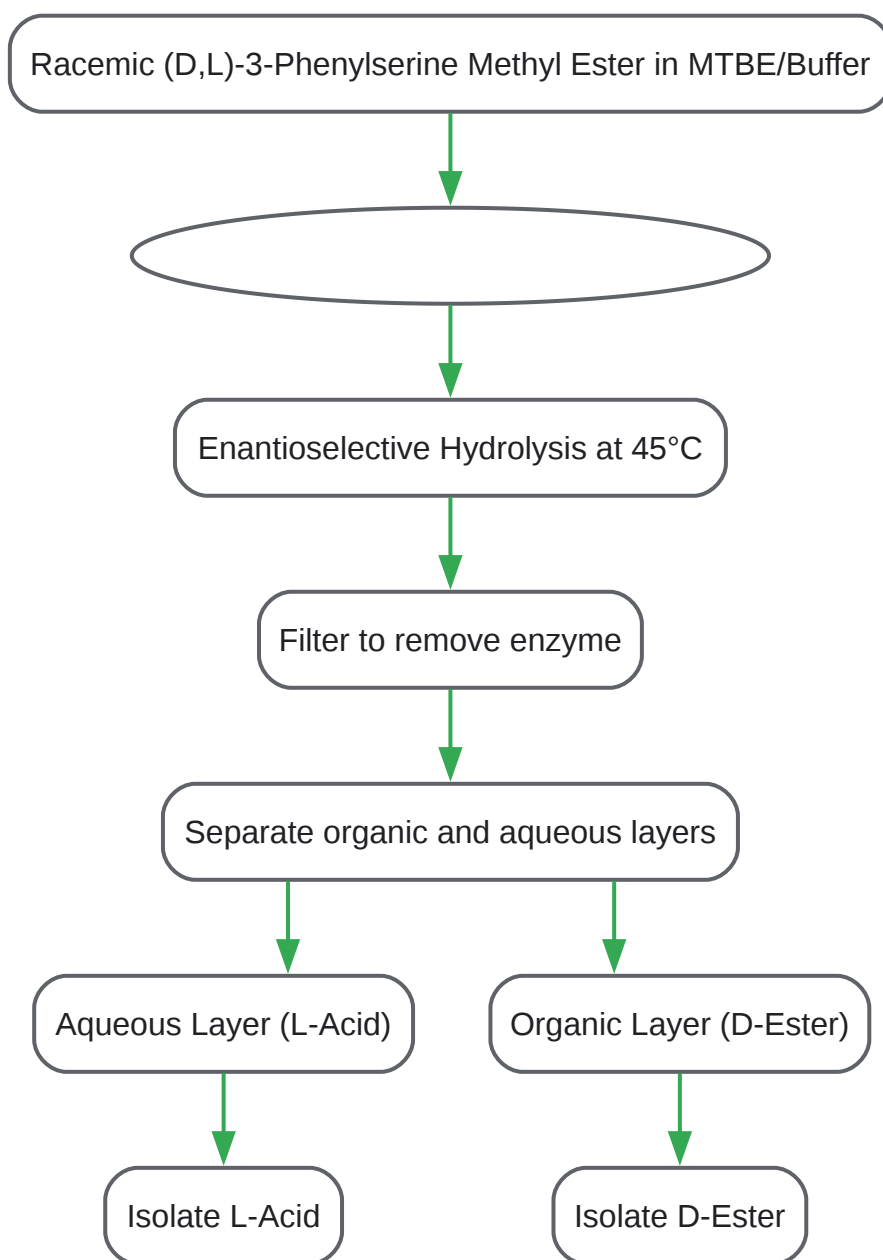 Racemic (D,L)-3-Phenylserine Methyl Ester in MTBE/Buffer
Enantioselective Hydrolysis at 45°C
Filter to remove enzyme
Separate organic and aqueous layers
Aqueous Layer (L-Acid)
Organic Layer (D-Ester)
Isolate L-Acid
Isolate D-Ester